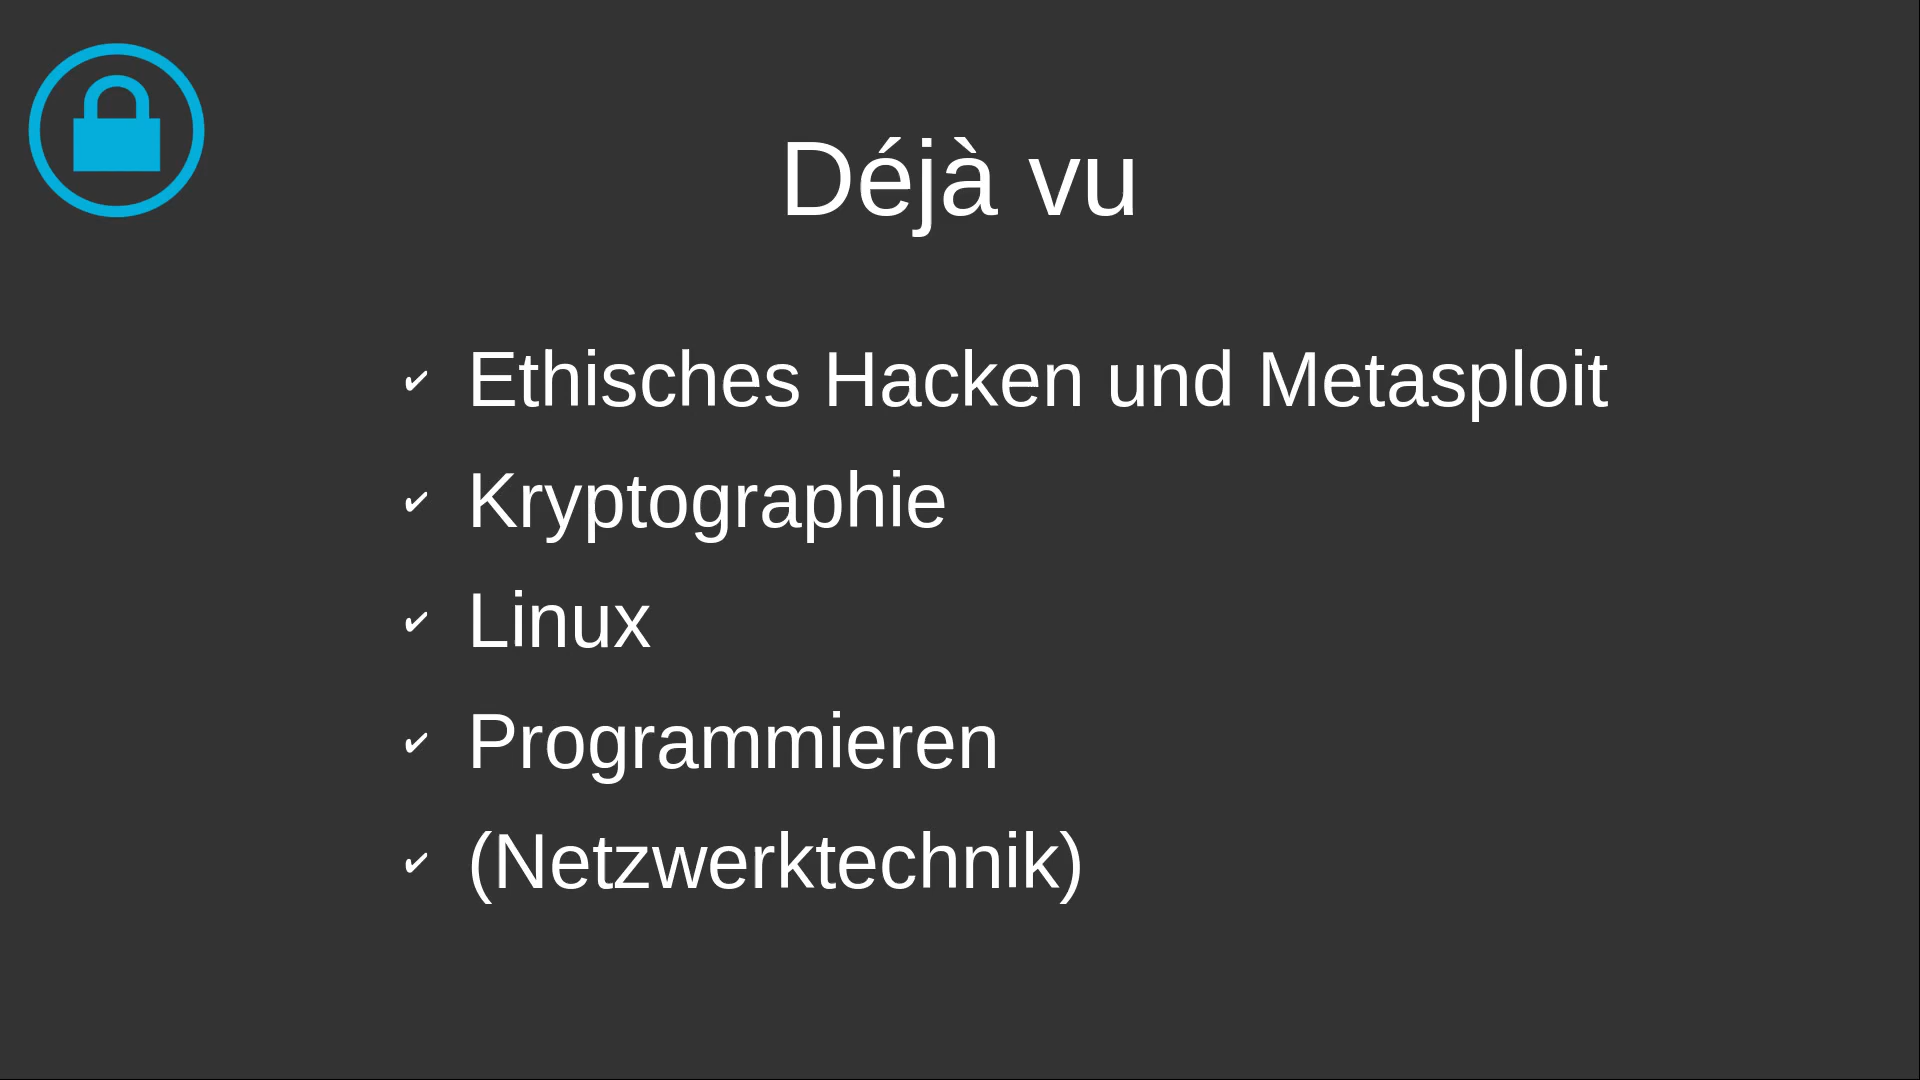 Déjà vu
✔ Ethisches Hacken und Metasploit
✔ Kryptographie
✔ Linux
✔ Programmieren
✔ (Netzwerktechnik)